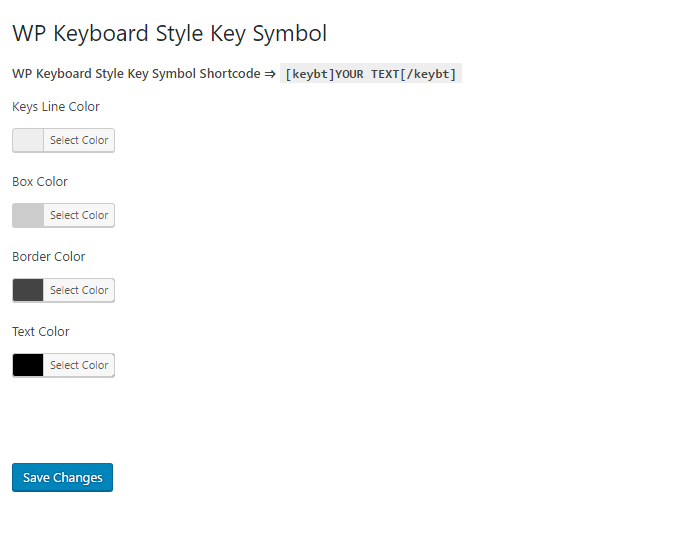 WP Keyboard Style Key Symbol
WP Keyboard Style Key Symbol Shortcode ⇒ [keybt]YOUR TEXT[/keybt]
Keys Line Color
Select Color
Box Color
Select Color
Border Color
Select Color
Text Color
Select Color
Save Changes